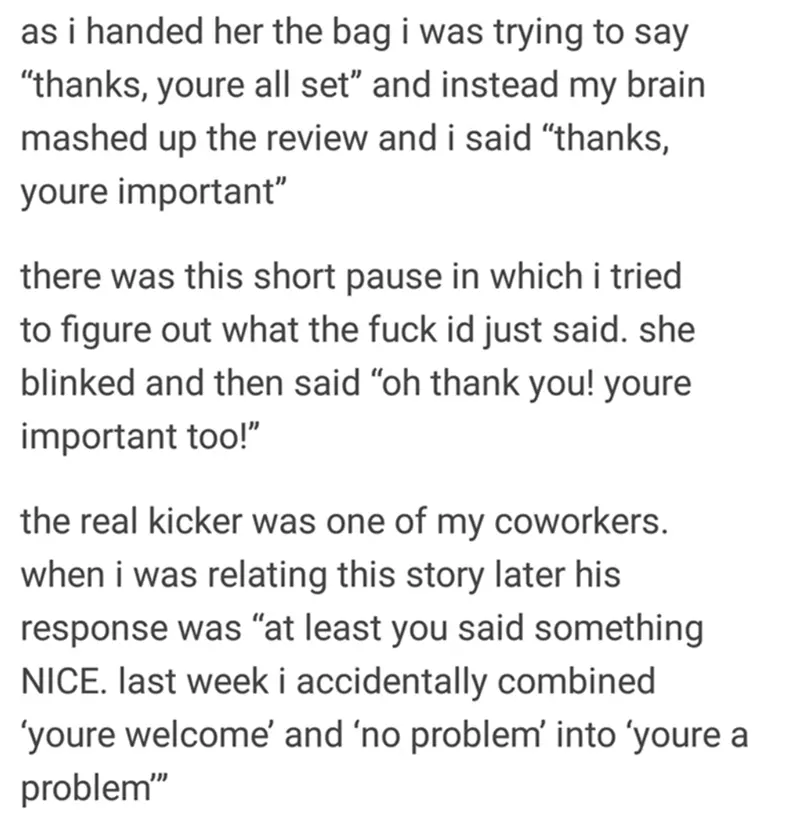 as i handed her the bag i was trying to say
“thanks, youre all set” and instead my brain
mashed up the review and i said “thanks,
youre important”
there was this short pause in which i tried
to figure out what the fuck id just said. she
blinked and then said “oh thank you! youre
important too!”
the real kicker was one of my coworkers.
when i was relating this story later his
response was “at least you said something
NICE. last week i accidentally combined
‘youre welcome’ and ‘no problem’ into ‘youre a
problem’”